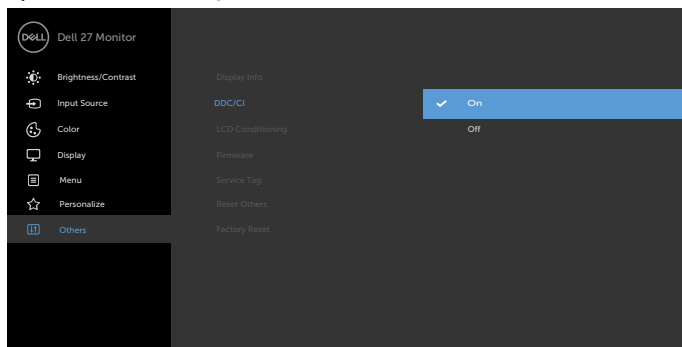 DELL
Dell 27 Monitor
Brightness/Contrast
Input Source
Color
Display
Menu
Personalize
Others
Display Info
DDC/CI
LCD Conditioning
Firmware
Service Tag
Reset Others
Factory Reset
On
Off